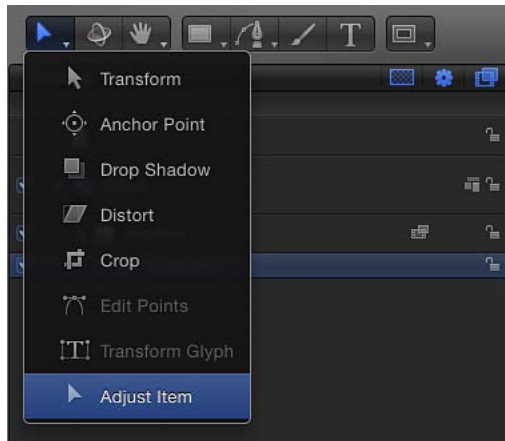 T
Transform
Anchor Point
Drop Shadow
Distort
Crop
Edit Points
Transform Glyph
Adjust Item